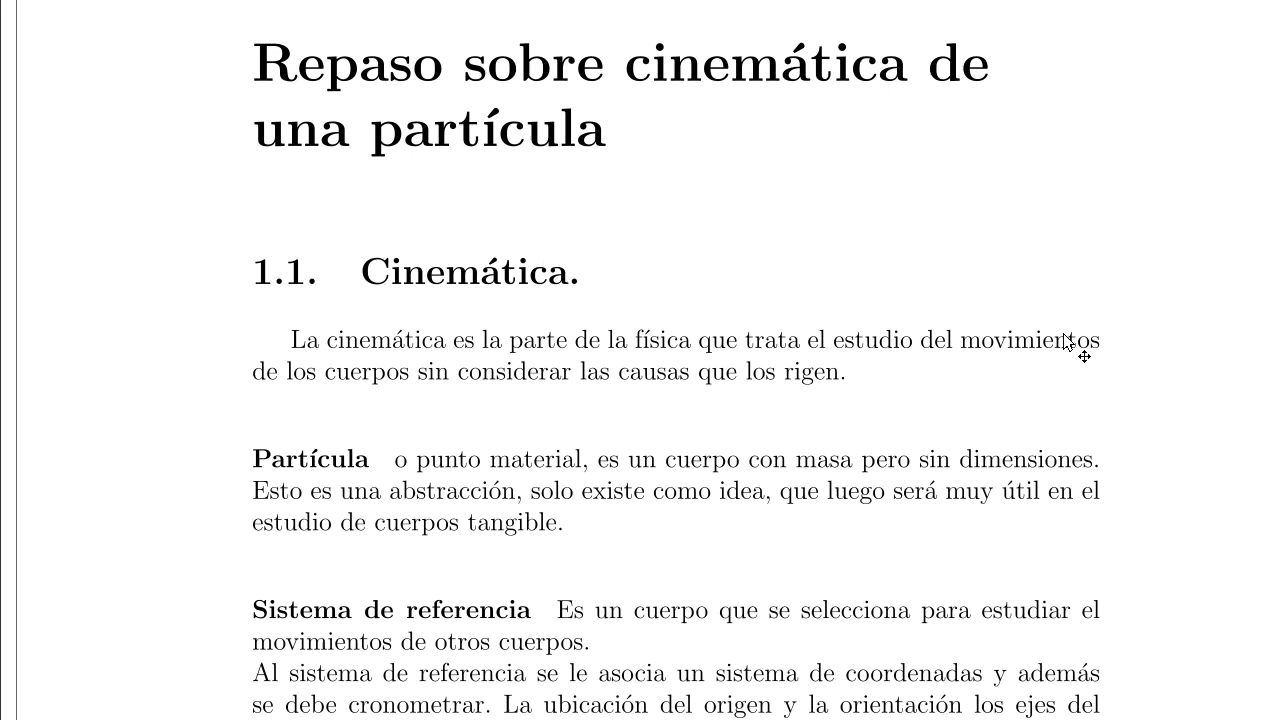 Repaso sobre cinemática de
una partícula
1.1. Cinemática.
La cinemática es la parte de la física que trata el estudio del movimientos
de los cuerpos sin considerar las causas que los rigen.
Partícula o punto material, es un cuerpo con masa pero sin dimensiones.
Esto es una abstracción, solo existe como idea, que luego será muy útil en el
estudio de cuerpos tangible.
Sistema de referencia Es un cuerpo que se selecciona para estudiar el
movimientos de otros cuerpos.
Al sistema de referencia se le asocia un sistema de coordenadas y además
se debe cronometrar. La ubicación del origen y la orientación los ejes del